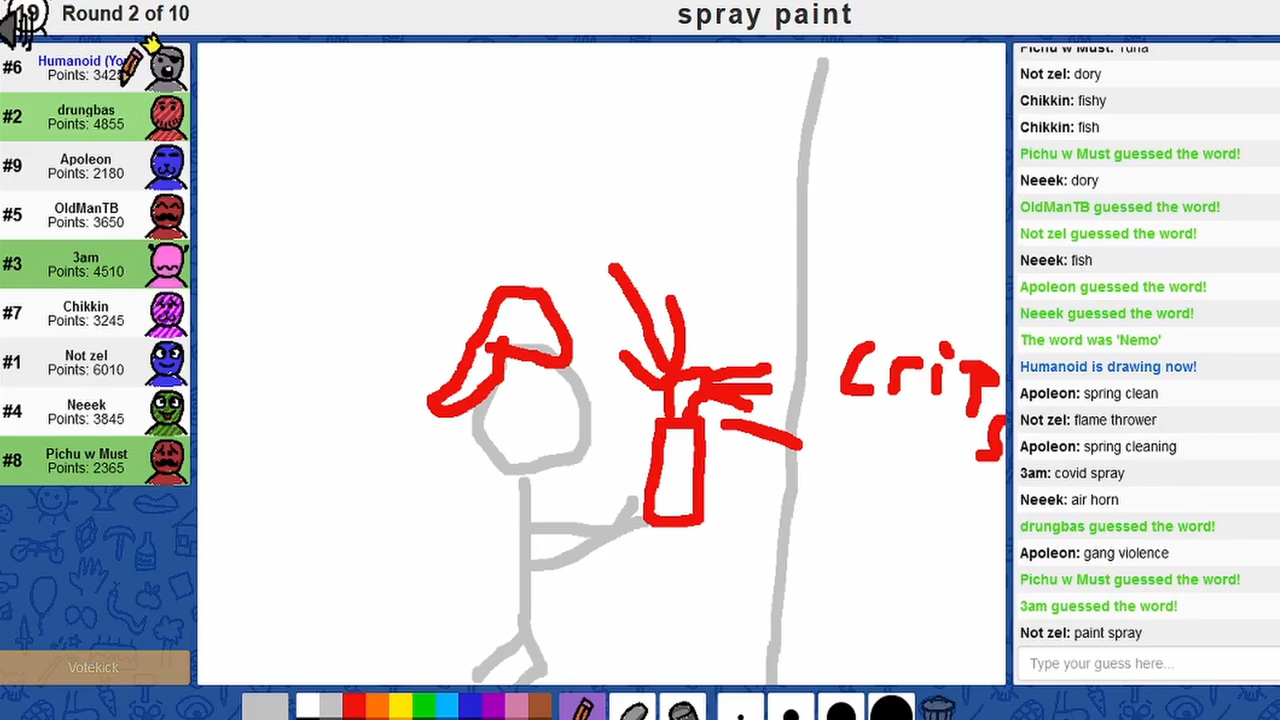 19
Round 2 of 10
spray paint
#6
Humanoid (Yo
Points: 342
#2
drungbas
Points: 4855
#9
Apoleon
Points: 2180
#5
OldManTB
Points: 3650
#3
3am
Points: 4510
#7
Chikkin
Points: 3245
#1
Not zel
Points: 6010
#4
Neeek
Points: 3845
#8
Pichu w Must
Points: 2365
Votekick
Crip
s
Pichu w Must: Tuna
Not zel: dory
Chikkin: fishy
Chikkin: fish
Pichu w Must guessed the word!
Neeek: dory
OldManTB guessed the word!
Not zel guessed the word!
Neeek: fish
Apoleon guessed the word!
Neeek guessed the word!
The word was 'Nemo'
Humanoid is drawing now!
Apoleon: spring clean
Not zel: flame thrower
Apoleon: spring cleaning
3am: covid spray
Neeek: air horn
drungbas guessed the word!
Apoleon: gang violence
Pichu w Must guessed the word!
3am guessed the word!
Not zel: paint spray
Type your guess here...